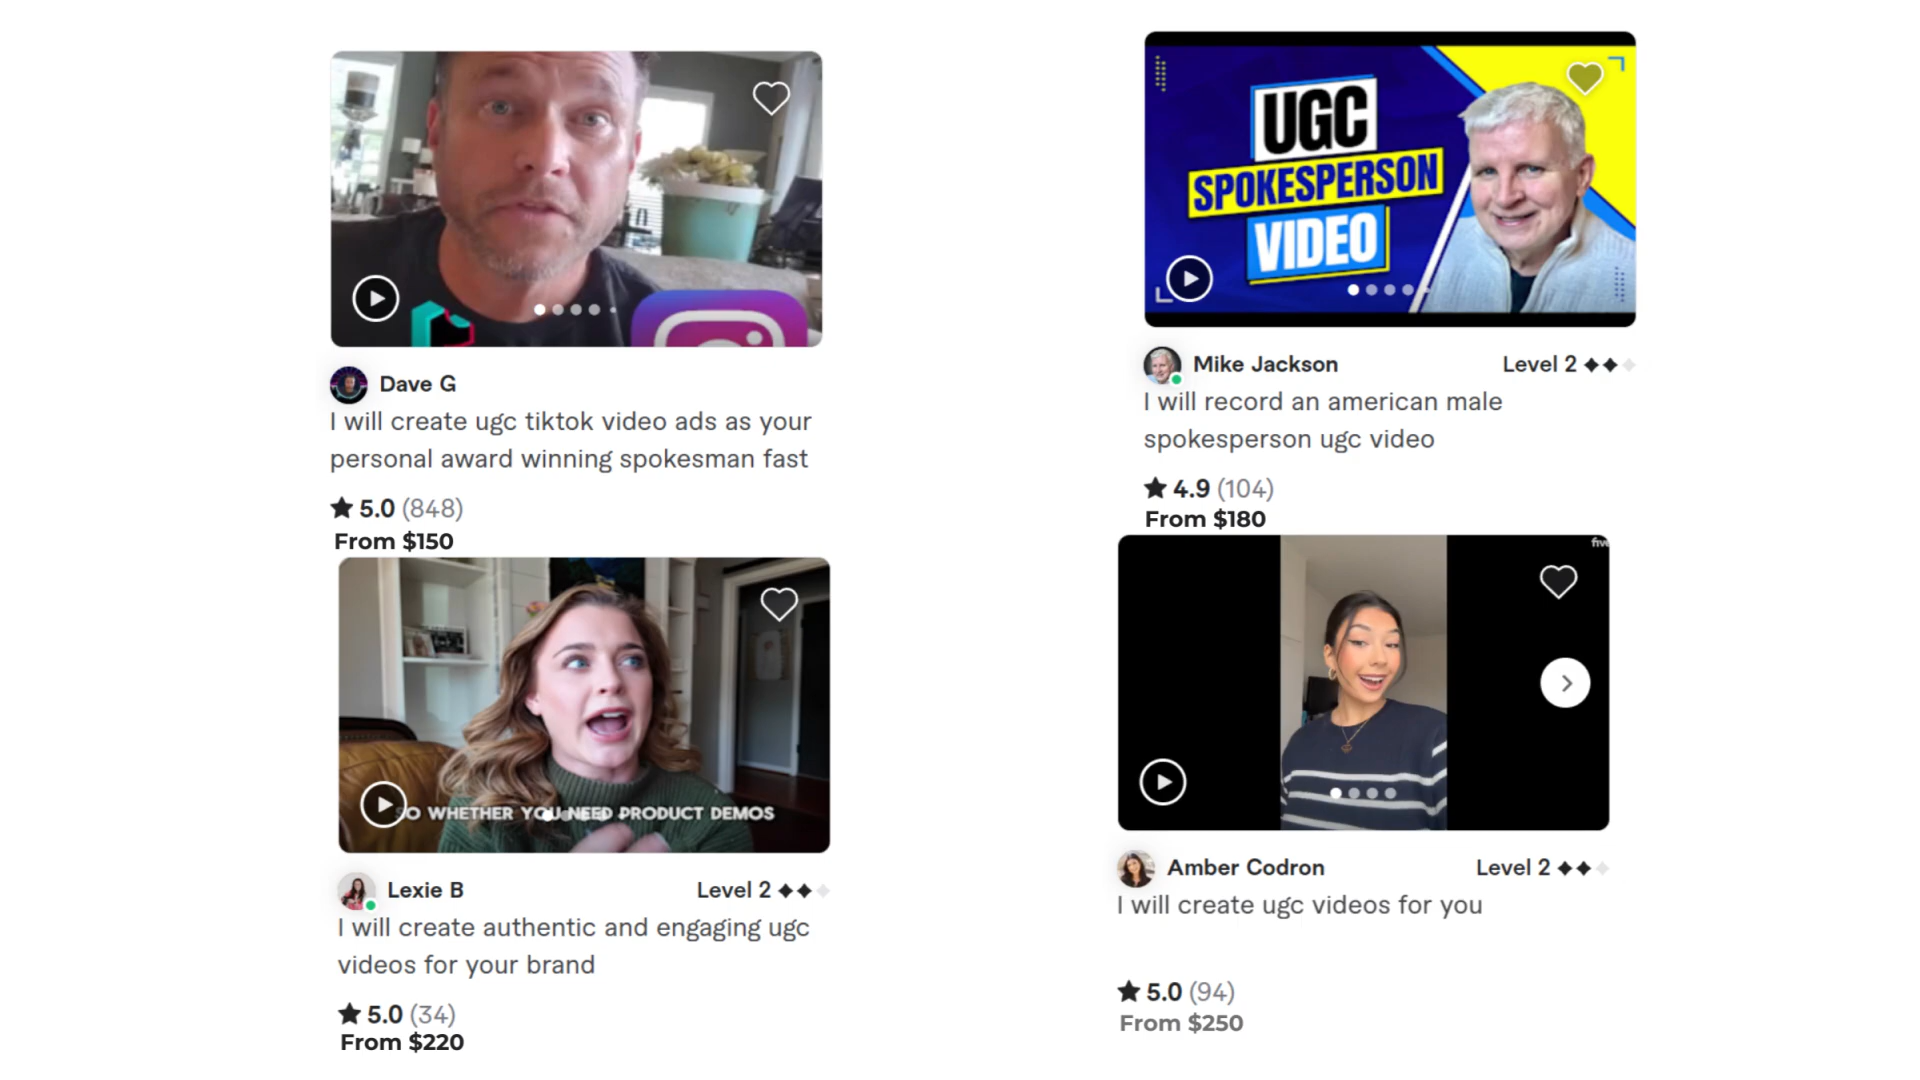 Dave G
I will create ugc tiktok video ads as your
personal award winning spokesman fast
5.0 (848)
From $150
UGC
SPOKESPERSON
VIDEO
Mike Jackson Level 2
I will record an american male
spokesperson ugc video
4.9 (104)
From $180
SO WHETHER YOU NEED PRODUCT DEMOS
Lexie B Level 2
I will create authentic and engaging ugc
videos for your brand
5.0 (34)
From $220
Amber Codron Level 2
I will create ugc videos for you
5.0 (94)
From $250